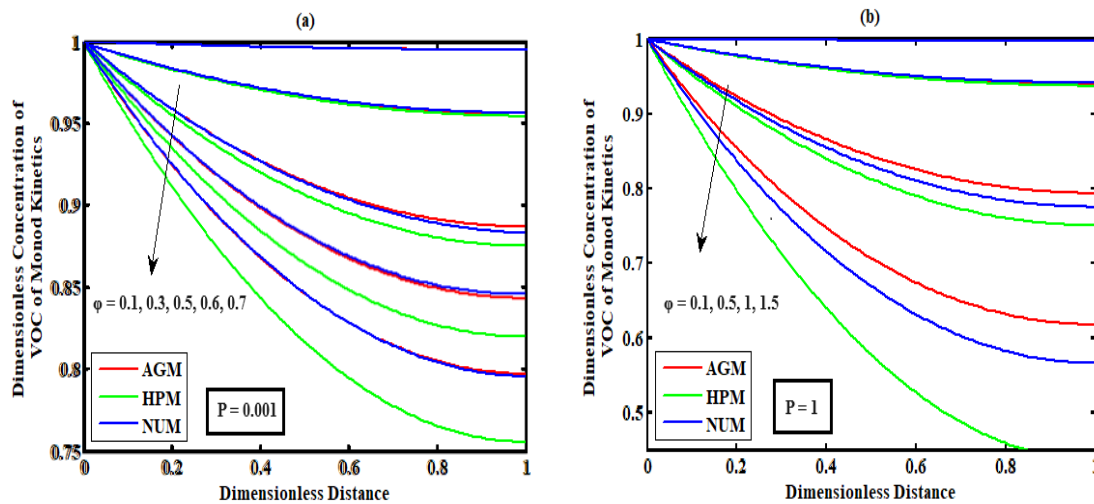 (a)
Dimensionless Concentration of
VOC of Monod Kinetics
1
0.95
0.9
0.85
0.8
0.75
φ = 0.1, 0.3, 0.5, 0.6, 0.7
AGM
HPM
NUM
P = 0.001
0
0.2
0.4
0.6
0.8
1
Dimensionless Distance
(b)
Dimensionless Concentration of
VOC of Monod Kinetics
1
0.9
0.8
0.7
0.6
0.5
φ = 0.1, 0.5, 1, 1.5
AGM
HPM
NUM
P = 1
0
0.2
0.4
0.6
0.8
1
Dimensionless Distance